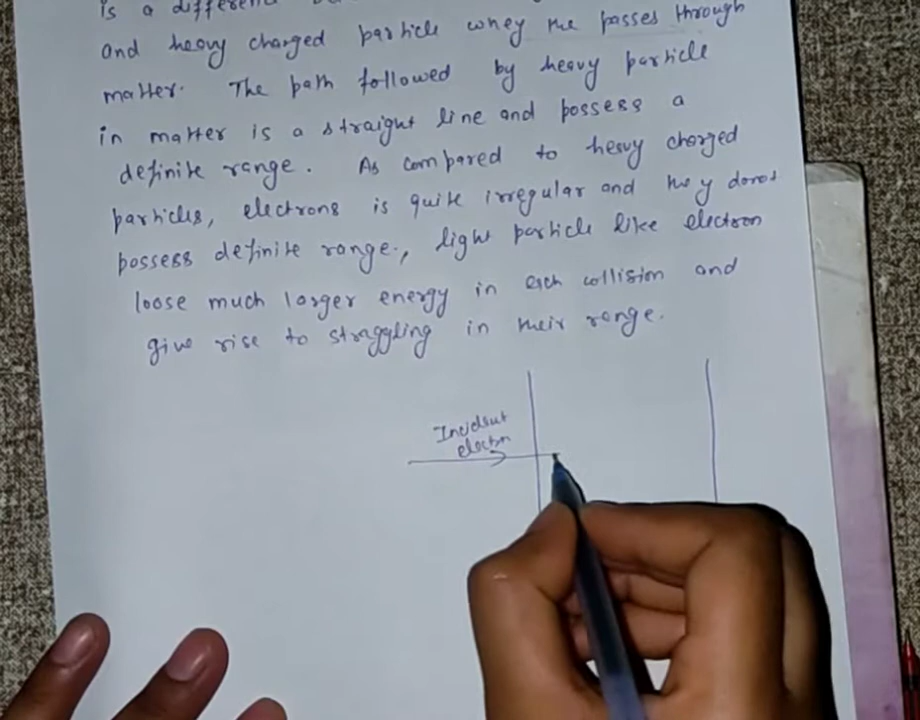 is a different
and heavy charged particle whey the passes through
matter. The path followed by heavy particle
in matter is a straight line and possess a
definite range. As compared to heavy charged
particles, electrons is quite irregular and they donot
possess definite range., light particle like electron
loose much larger energy in each collision and
give rise to straggling in their range.
Incident
electron